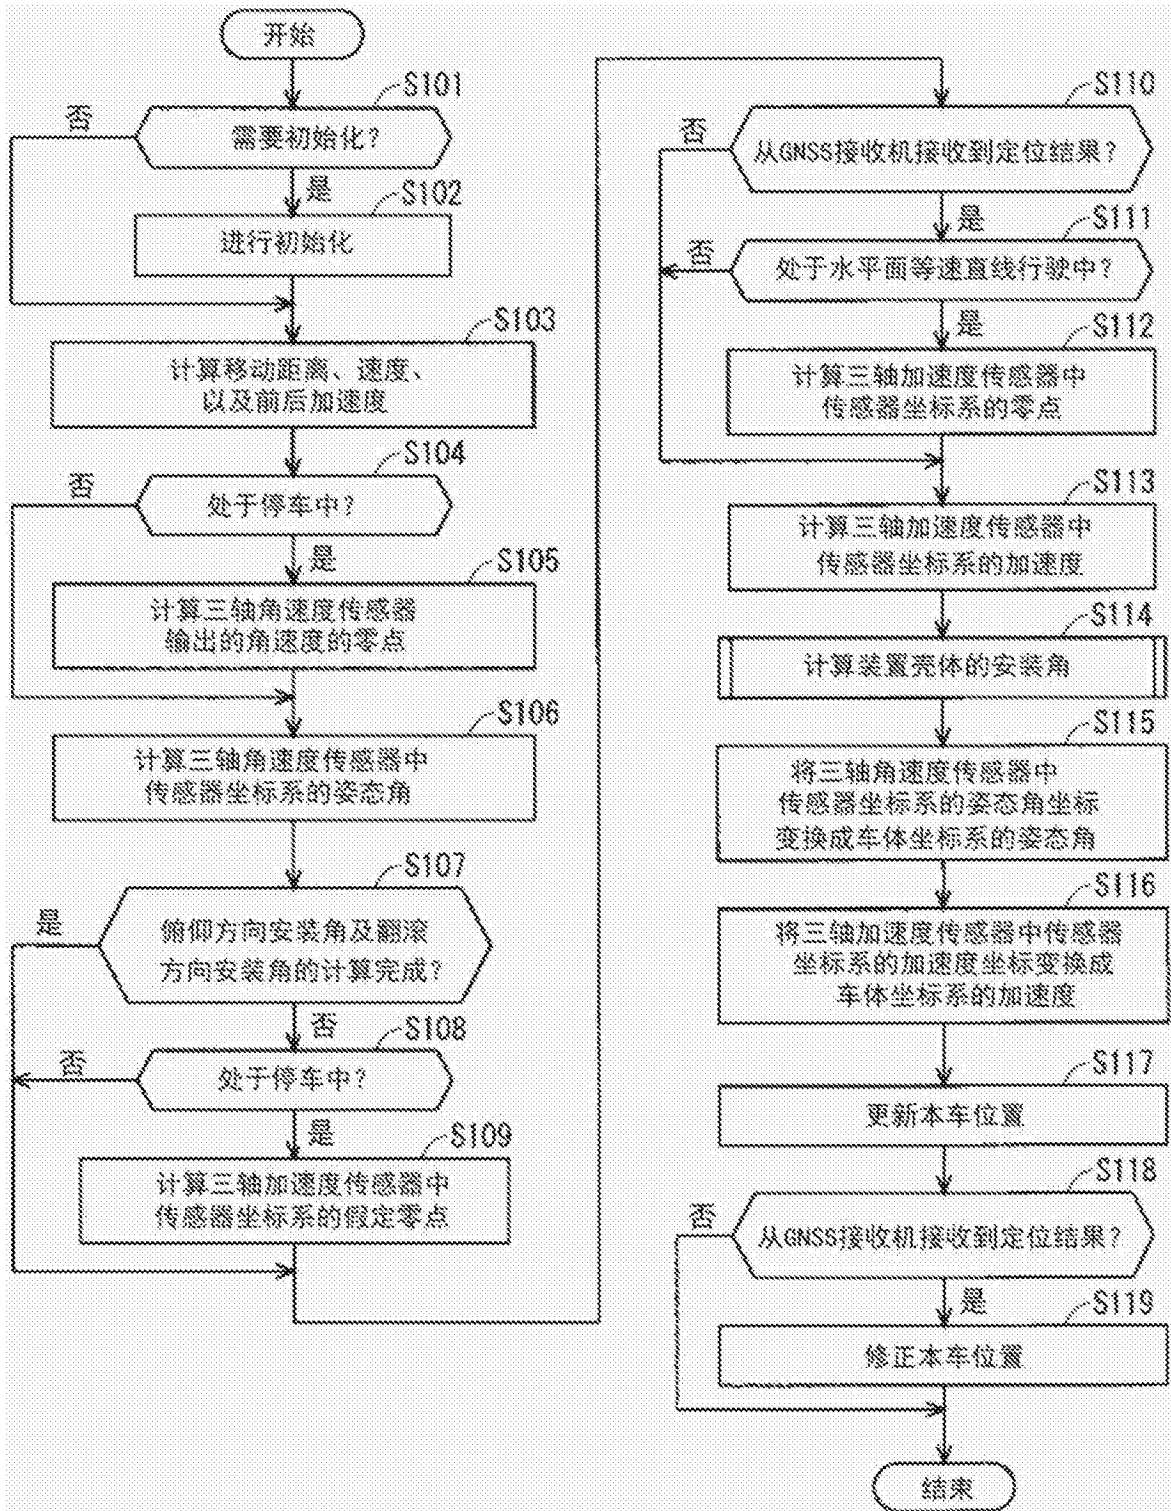 开始
S101
否
需要初始化?
是
S102
进行初始化
S103
计算移动距离、速度、
以及前后加速度
S104
否
处于停车中?
是
S105
计算三轴角速度传感器
输出的角速度的零点
S106
计算三轴角速度传感器中
传感器坐标系的姿态角
S107
是
俯仰方向安装角及翻滚
方向安装角的计算完成?
否
S108
否
处于停车中?
是
S109
计算三轴加速度传感器中
传感器坐标系的假定零点
S110
否
从GNSS接收机接收到定位结果?
是
S111
否
处于水平面等速直线行驶中?
是
S112
计算三轴加速度传感器中
传感器坐标系的零点
S113
计算三轴加速度传感器中
传感器坐标系的加速度
S114
计算装置壳体的安装角
S115
将三轴角速度传感器中
传感器坐标系的姿态角坐标
变换成车体坐标系的姿态角
S116
将三轴加速度传感器中传感器
坐标系的加速度坐标变换成
车体坐标系的加速度
S117
更新本车位置
S118
否
从GNSS接收机接收到定位结果?
是
S119
修正本车位置
结束